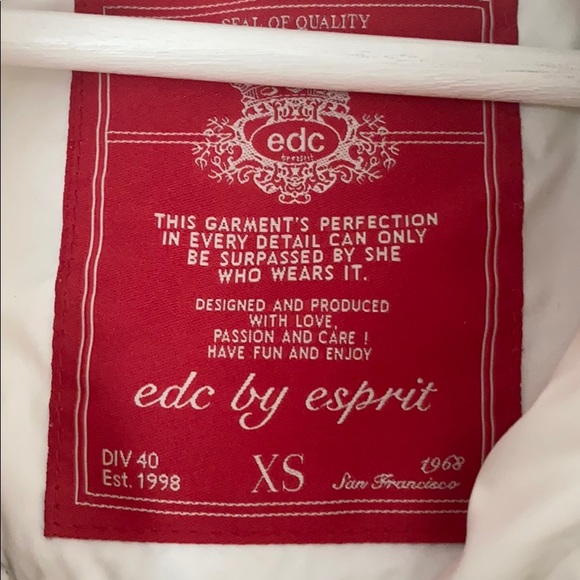 SEAL OF QUALITY
edc
by esprit
THIS GARMENT'S PERFECTION
IN EVERY DETAIL CAN ONLY
BE SURPASSED BY SHE
WHO WEARS IT.
DESIGNED AND PRODUCED
WITH LOVE,
PASSION AND CARE !
HAVE FUN AND ENJOY
edc by esprit
DIV 40
Est. 1998
XS
1968
San Francisco